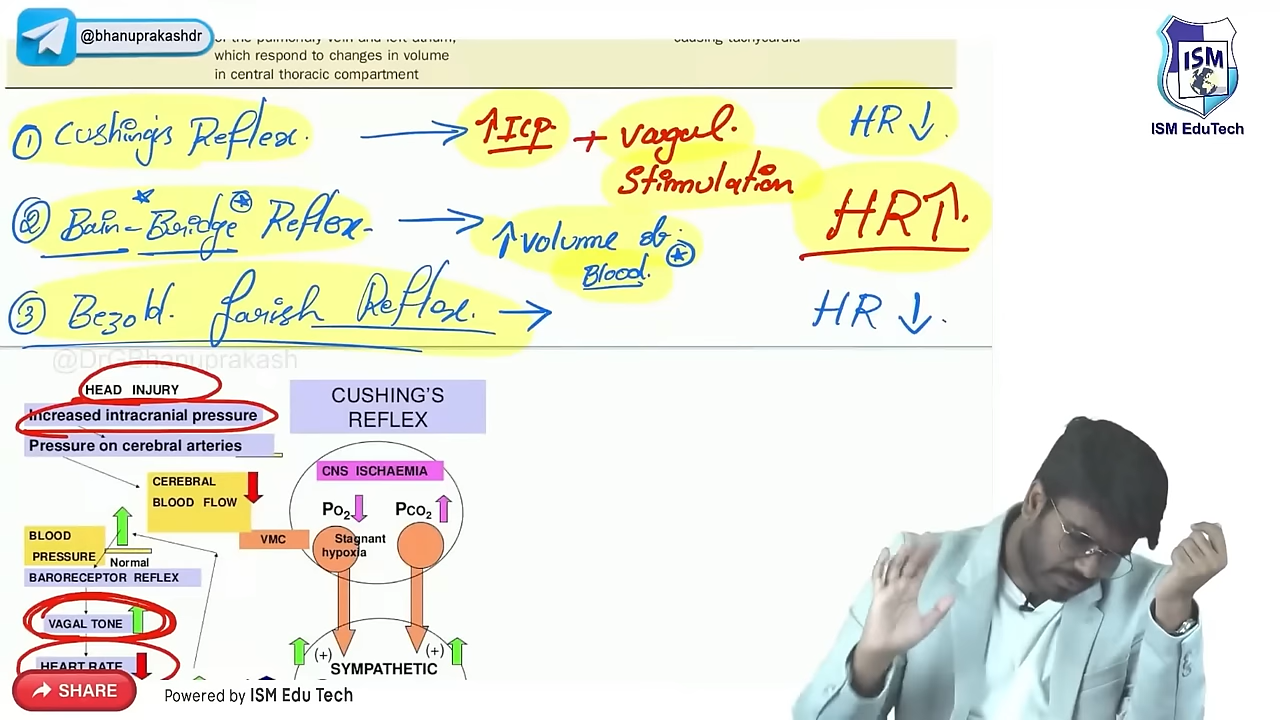 @bhanuprakashdr
of the pulmonary vein and left atrium,
which respond to changes in volume
in central thoracic compartment
causing tachycardia
ISM
ISM EduTech
① Cushing's Reflex. → ↑ICP + Vagal. Stimulation HR↓
② Bain-Bridge Reflex → ↑Volume of Blood. HR↑.
③ Bezold. Jarish Reflex. → HR↓.
@DrGBhanuprakash
HEAD INJURY
Increased intracranial pressure
Pressure on cerebral arteries
CEREBRAL
BLOOD FLOW
BLOOD
PRESSURE
Normal
BARORECEPTOR REFLEX
VAGAL TONE
HEART RATE
CUSHING'S
REFLEX
CNS ISCHAEMIA
PO2 PCO2
VMC
Stagnant
hypoxia
(+) (+)
SYMPATHETIC
SHARE
Powered by ISM Edu Tech